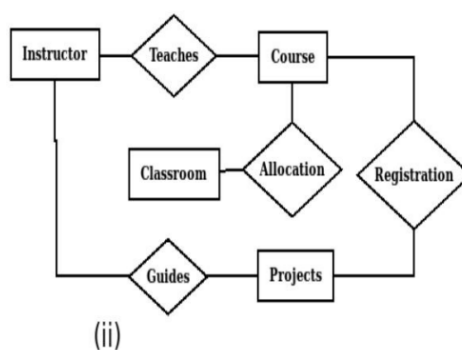 Instructor
Teaches
Course
Classroom
Allocation
Registration
Guides
Projects
(ii)